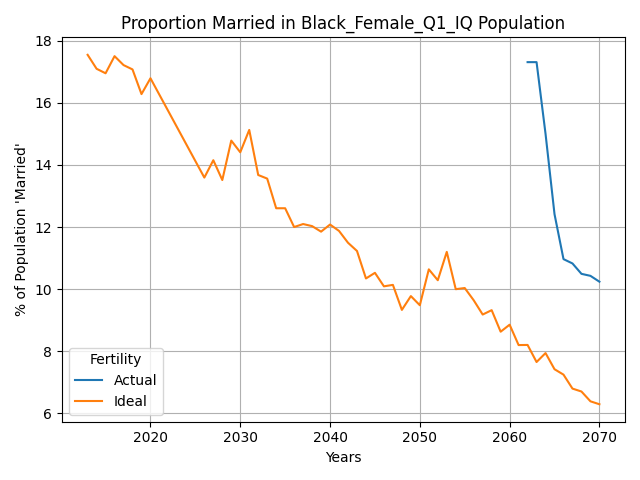 Proportion Married in Black_Female_Q1_IQ Population
% of Population 'Married'
18
16
14
12
10
8
6
Fertility
Actual
Ideal
2020 2030 2040 2050 2060 2070
Years